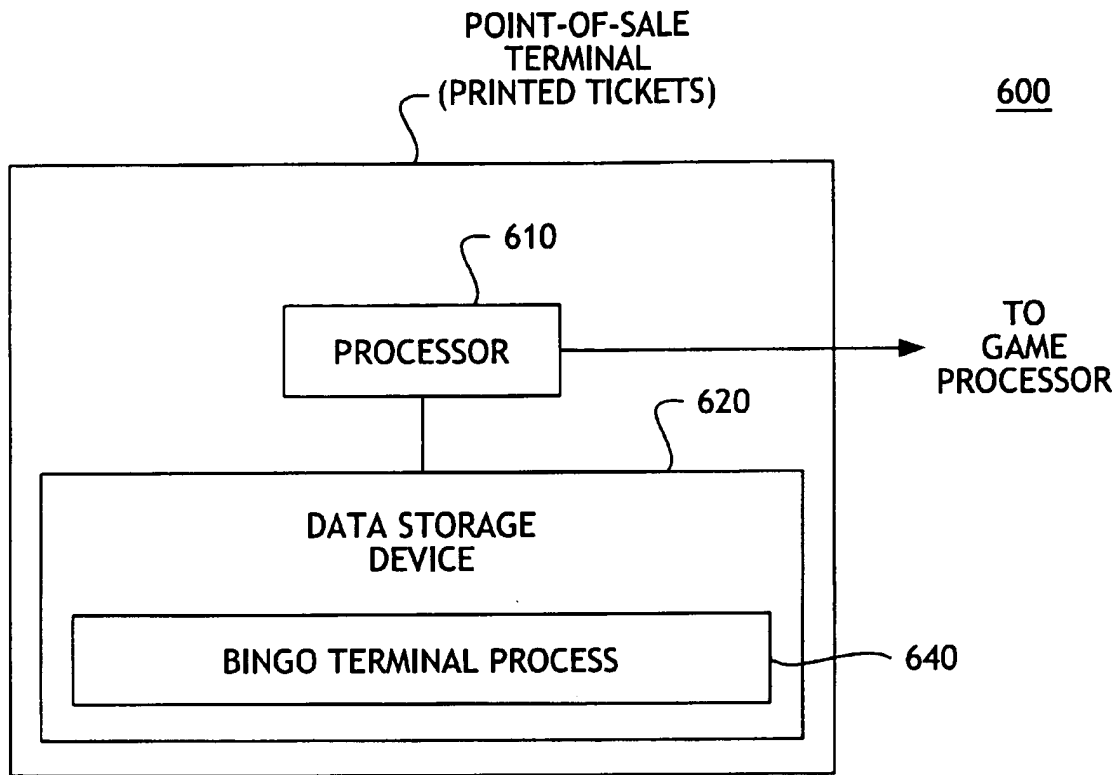 POINT-OF-SALE
TERMINAL
(PRINTED TICKETS)
600
610
PROCESSOR
TO
GAME
PROCESSOR
620
DATA STORAGE
DEVICE
BINGO TERMINAL PROCESS
640